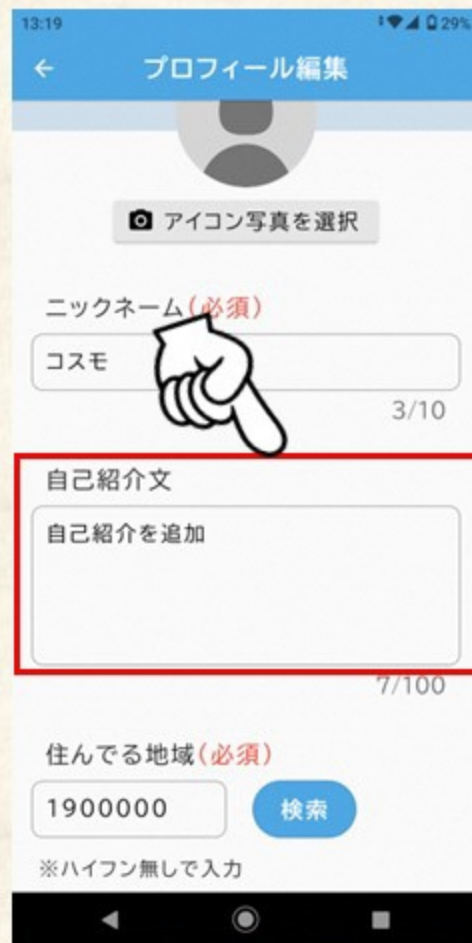 13:19
29%
プロフィール編集
アイコン写真を選択
ニックネーム(必須)
コスモ
3/10
自己紹介文
自己紹介を追加
7/100
住んでる地域(必須)
1900000
検索
※ハイフン無しで入力